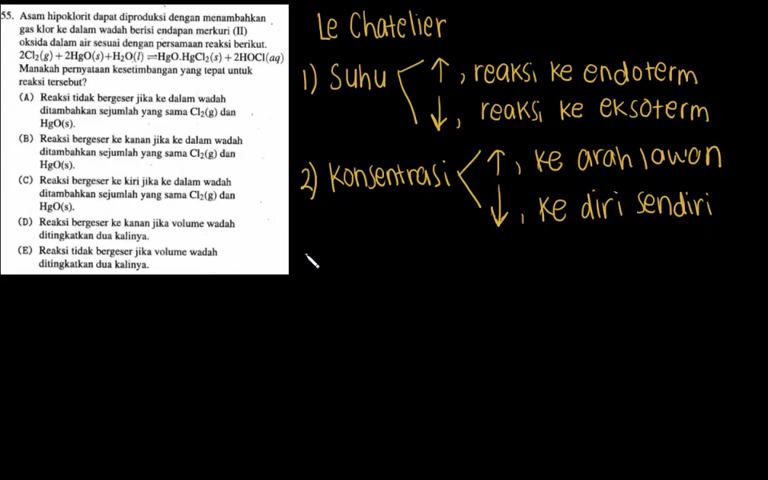 55. Asam hipoklorit dapat diproduksi dengan menambahkan
gas klor ke dalam wadah berisi endapan merkuri (II)
oksida dalam air sesuai dengan persamaan reaksi berikut.
2Cl₂(g) + 2HgO(s)+H₂O(l) ⇌HgO.HgCl₂(s) + 2HOCl(aq)
Manakah pernyataan kesetimbangan yang tepat untuk
reaksi tersebut?
(A) Reaksi tidak bergeser jika ke dalam wadah
ditambahkan sejumlah yang sama Cl₂(g) dan
HgO(s).
(B) Reaksi bergeser ke kanan jika ke dalam wadah
ditambahkan sejumlah yang sama Cl₂(g) dan
HgO(s).
(C) Reaksi bergeser ke kiri jika ke dalam wadah
ditambahkan sejumlah yang sama Cl₂(g) dan
HgO(s).
(D) Reaksi bergeser ke kanan jika volume wadah
ditingkatkan dua kalinya.
(E) Reaksi tidak bergeser jika volume wadah
ditingkatkan dua kalinya.
Le Chatelier
1) Suhu ↑, reaksi ke endoterm
↓, reaksi ke eksoterm
2) Konsentrasi ↑, ke arah lawan
↓, ke diri sendiri